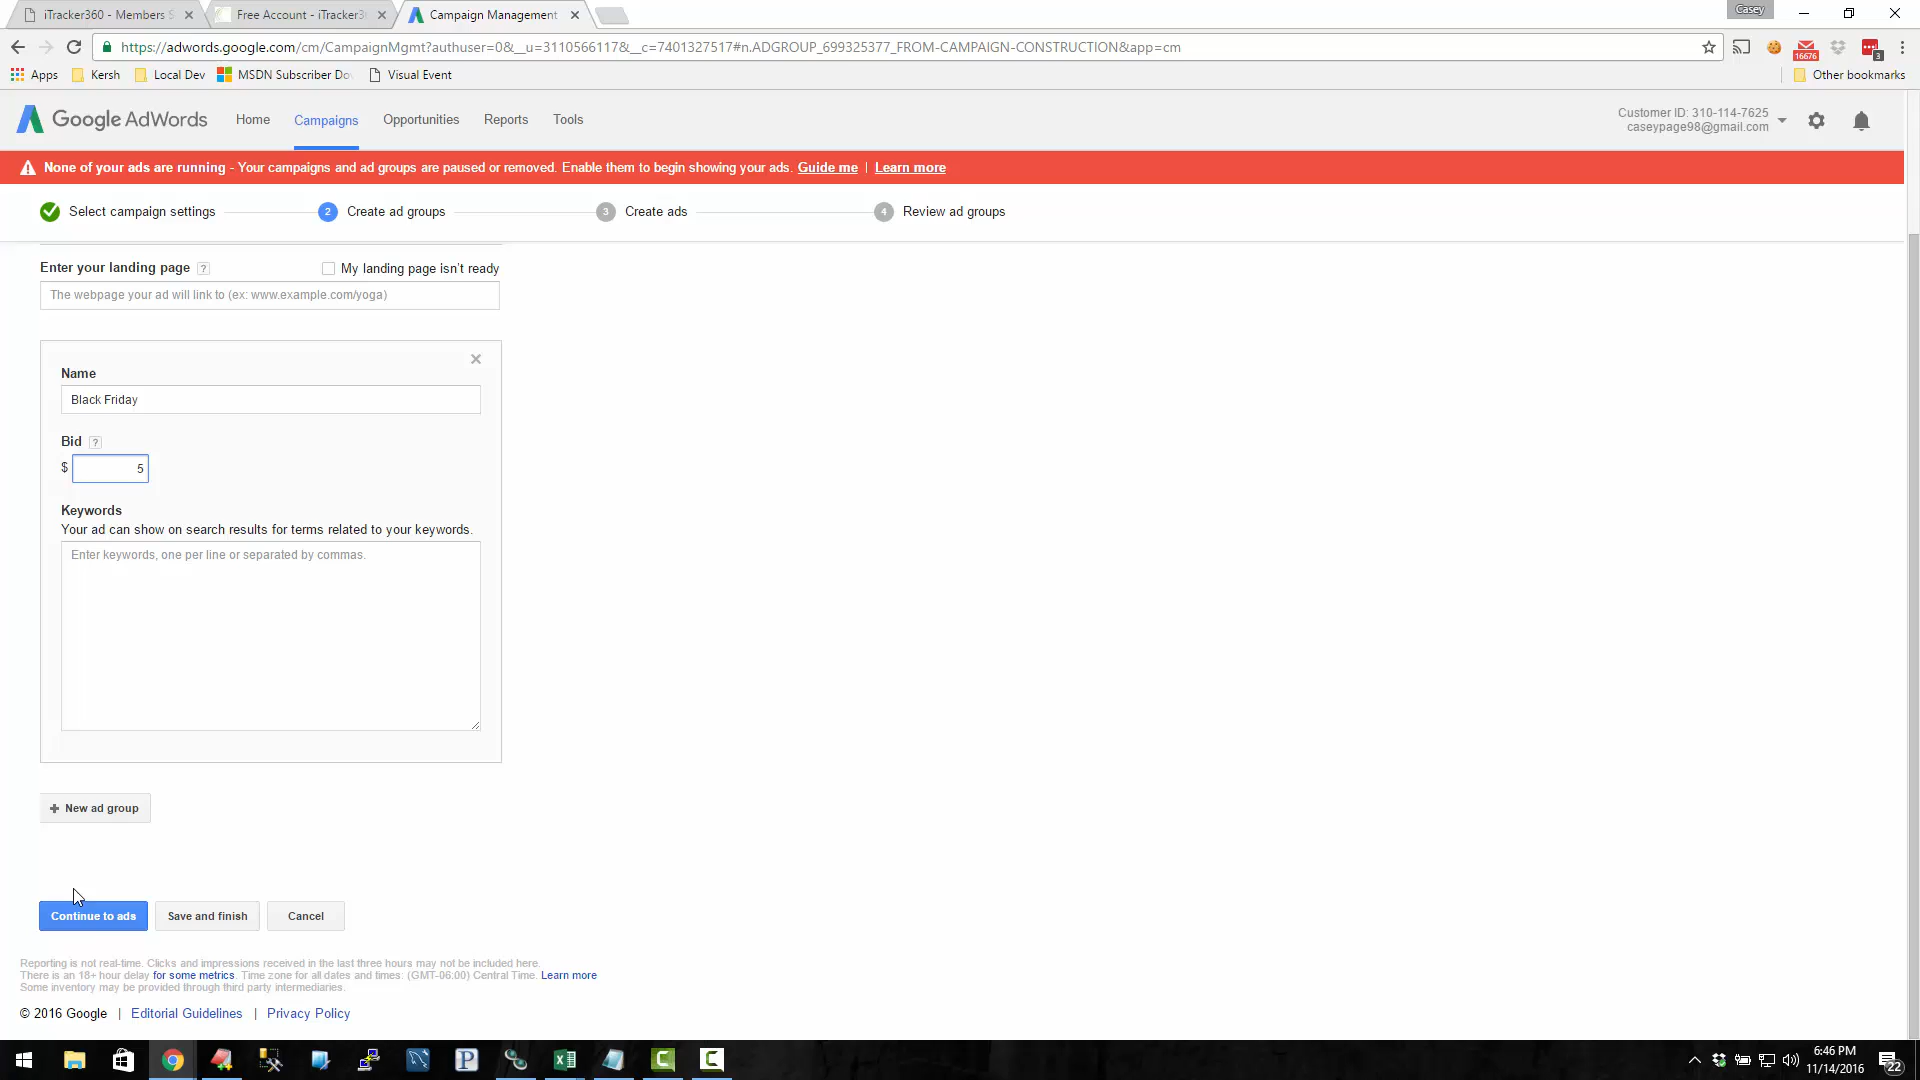 iTracker360 - Members S
Free Account - iTracker3
Campaign Management
Casey
https://adwords.google.com/cm/CampaignMgmt?authuser=0&__u=3110566117&__c=7401327517#n.ADGROUP_699325377_FROM-CAMPAIGN-CONSTRUCTION&app=cm
16676
3
Apps Kersh Local Dev MSDN Subscriber Do Visual Event Other bookmarks
Google AdWords Home Campaigns Opportunities Reports Tools
Customer ID: 310-114-7625
caseypage98@gmail.com
None of your ads are running - Your campaigns and ad groups are paused or removed. Enable them to begin showing your ads. Guide me | Learn more
Select campaign settings 2 Create ad groups 3 Create ads 4 Review ad groups
Enter your landing page ? My landing page isn't ready
The webpage your ad will link to (ex: www.example.com/yoga)
Name
Black Friday
Bid ?
$ 5
Keywords
Your ad can show on search results for terms related to your keywords.
Enter keywords, one per line or separated by commas.
New ad group
Continue to ads Save and finish Cancel
Reporting is not real-time. Clicks and impressions received in the last three hours may not be included here.
There is an 18+ hour delay for some metrics. Time zone for all dates and times: (GMT-06:00) Central Time. Learn more
Some inventory may be provided through third party intermediaries.
© 2016 Google | Editorial Guidelines | Privacy Policy
6:46 PM
11/14/2016
22